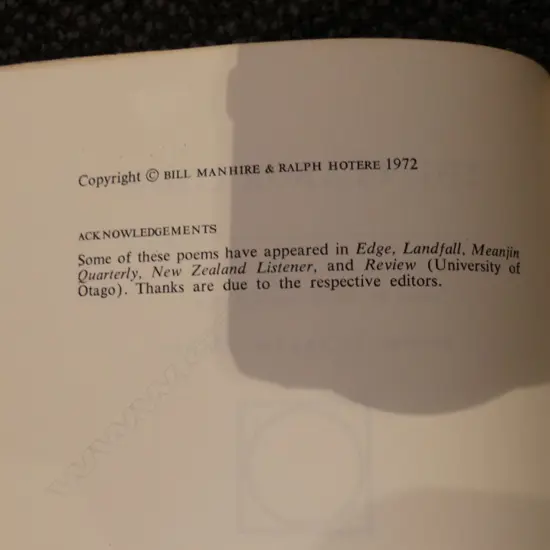 Copyright © BILL MANHIRE & RALPH HOTERE 1972
ACKNOWLEDGEMENTS
Some of these poems have appeared in Edge, Landfall, Meanjin
Quarterly, New Zealand Listener, and Review (University of
Otago). Thanks are due to the respective editors.